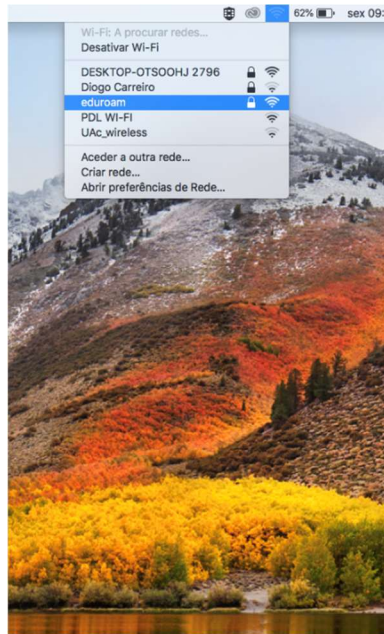 62% sex 09:
Wi-Fi: A procurar redes...
Desativar Wi-Fi
DESKTOP-OTSOOHJ 2796
Diogo Carreiro
eduroam
PDL WI-FI
UAc_wireless
Aceder a outra rede...
Criar rede...
Abrir preferências de Rede...